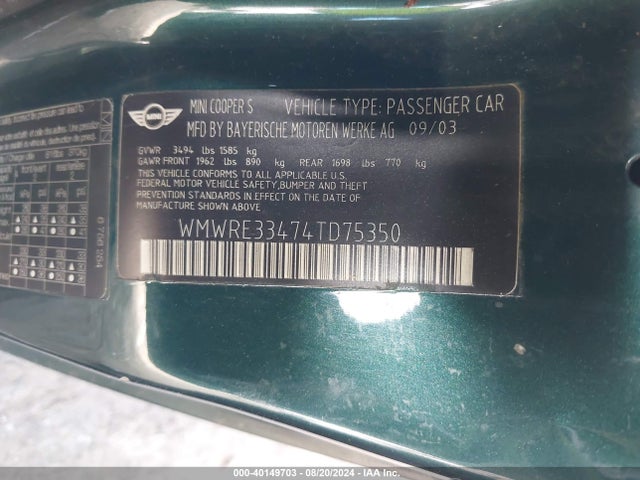 MINI
MINI COOPER S VEHICLE TYPE: PASSENGER CAR
MFD BY BAYERISCHE MOTOREN WERKE AG 09/03
GVWR 3494 lbs 1585 kg
GAWR FRONT 1962 lbs 890 kg REAR 1698 lbs 770 kg
THIS VEHICLE CONFORMS TO ALL APPLICABLE U.S.
FEDERAL MOTOR VEHICLE SAFETY,BUMPER AND THEFT
PREVENTION STANDARDS IN EFFECT ON THE DATE OF
MANUFACTURE SHOWN ABOVE
WMWRE33474TD75350
000-40149703 - 08/20/2024 - IAA Inc.